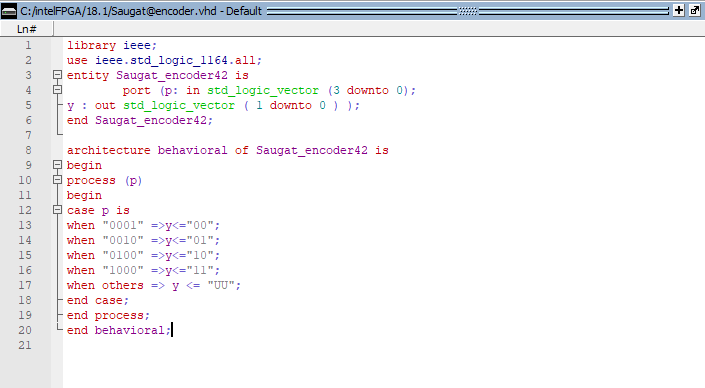 C:/intelFPGA/18.1/Saugat@encoder.vhd - Default
Ln#
1 library ieee;
2 use ieee.std_logic_1164.all;
3 entity Saugat_encoder42 is
4 port (p: in std_logic_vector (3 downto 0);
5 y : out std_logic_vector ( 1 downto 0 ) );
6 end Saugat_encoder42;
7
8 architecture behavioral of Saugat_encoder42 is
9 begin
10 process (p)
11 begin
12 case p is
13 when "0001" =>y<="00";
14 when "0010" =>y<="01";
15 when "0100" =>y<="10";
16 when "1000" =>y<="11";
17 when others => y <= "UU";
18 end case;
19 end process;
20 end behavioral;
21